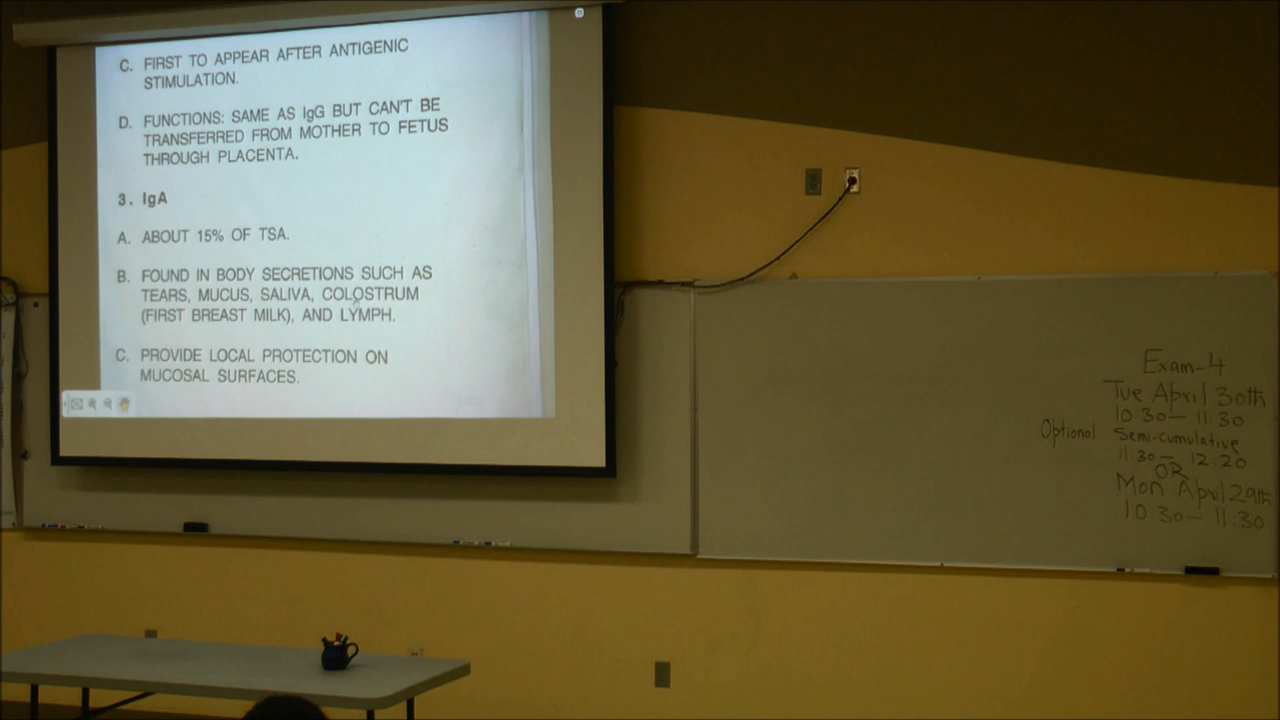 C. FIRST TO APPEAR AFTER ANTIGENIC
STIMULATION.
D. FUNCTIONS: SAME AS IgG BUT CAN'T BE
TRANSFERRED FROM MOTHER TO FETUS
THROUGH PLACENTA.
3. IgA
A. ABOUT 15% OF TSA.
B. FOUND IN BODY SECRETIONS SUCH AS
TEARS, MUCUS, SALIVA, COLOSTRUM
(FIRST BREAST MILK), AND LYMPH.
C. PROVIDE LOCAL PROTECTION ON
MUCOSAL SURFACES.
Exam-4
Tue April 30th
10:30 - 11:30
Optional Semi-cumulative
11:30 - 12:20
OR
Mon April 29th
10:30 - 11:30